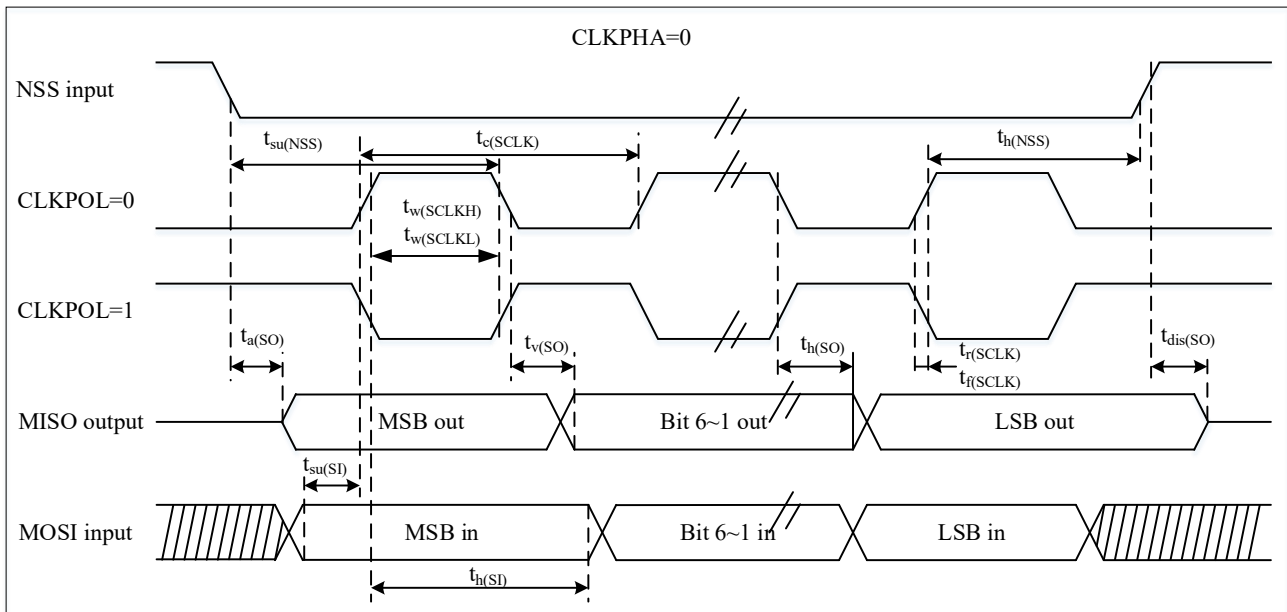 CLKPHA=0
NSS input
tsu(NSS)
tc(SCLK)
th(NSS)
CLKPOL=0
tw(SCLKH)
tw(SCLKL)
CLKPOL=1
ta(SO)
tv(SO)
th(SO)
tr(SCLK)
tf(SCLK)
tdis(SO)
MISO output
MSB out
Bit 6~1 out
LSB out
tsu(SI)
MOSI input
MSB in
Bit 6~1 in
LSB in
th(SI)